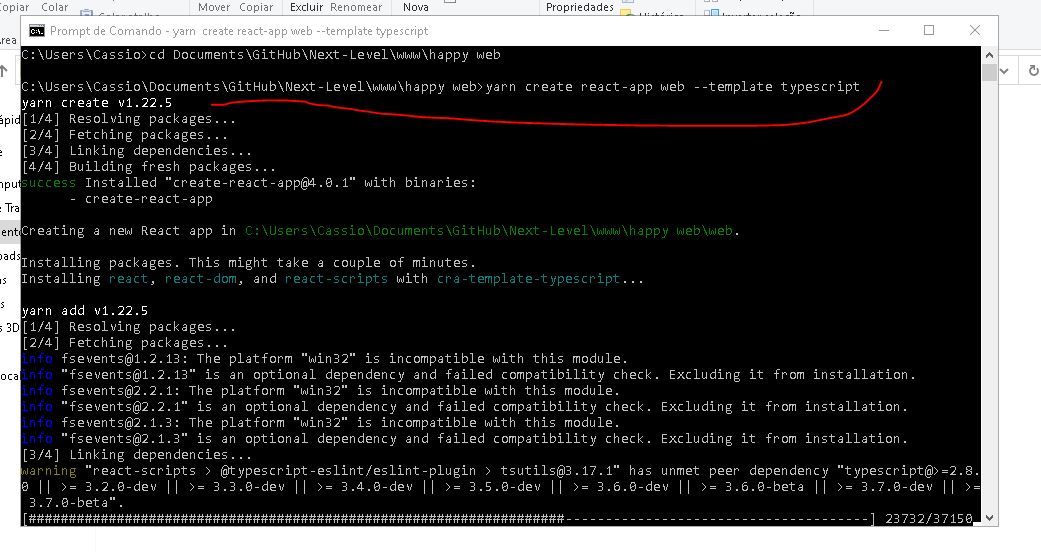 Copiar Colar
Mover Copiar
Excluir Renomear
Nova
Propriedades
Histórico
Inverter seleção
Prompt de Comando - yarn  create react-app web --template typescript
C:\Users\Cassio>cd Documents\GitHub\Next-Level\www\happy web
C:\Users\Cassio\Documents\GitHub\Next-Level\www\happy web>yarn create react-app web --template typescript
yarn create v1.22.5
[1/4] Resolving packages...
[2/4] Fetching packages...
[3/4] Linking dependencies...
[4/4] Building fresh packages...
success Installed "create-react-app@4.0.1" with binaries:
      - create-react-app
Creating a new React app in C:\Users\Cassio\Documents\GitHub\Next-Level\www\happy web\web.
Installing packages. This might take a couple of minutes.
Installing react, react-dom, and react-scripts with cra-template-typescript...
yarn add v1.22.5
[1/4] Resolving packages...
[2/4] Fetching packages...
info fsevents@1.2.13: The platform "win32" is incompatible with this module.
info "fsevents@1.2.13" is an optional dependency and failed compatibility check. Excluding it from installation.
info fsevents@2.2.1: The platform "win32" is incompatible with this module.
info "fsevents@2.2.1" is an optional dependency and failed compatibility check. Excluding it from installation.
info fsevents@2.1.3: The platform "win32" is incompatible with this module.
info "fsevents@2.1.3" is an optional dependency and failed compatibility check. Excluding it from installation.
[3/4] Linking dependencies...
warning "react-scripts > @typescript-eslint/eslint-plugin > tsutils@3.17.1" has unmet peer dependency "typescript@>=2.8.
0 || >= 3.2.0-dev || >= 3.3.0-dev || >= 3.4.0-dev || >= 3.5.0-dev || >= 3.6.0-dev || >= 3.6.0-beta || >= 3.7.0-dev || >=
 3.7.0-beta".
[####################################################################--------------------------------------] 23732/37150